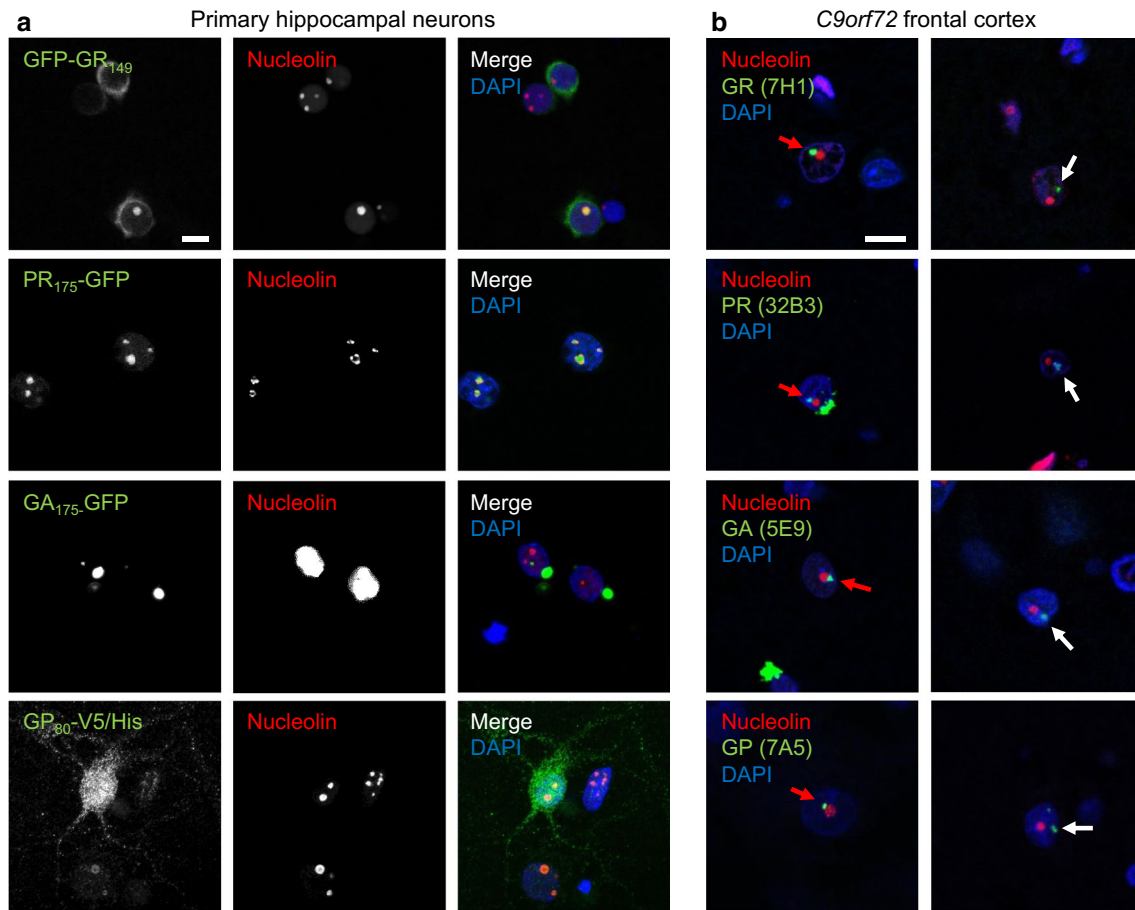 a Primary hippocampal neurons
GFP-GR149 Nucleolin Merge
DAPI
PR175-GFP Nucleolin Merge
DAPI
GA175-GFP Nucleolin Merge
DAPI
GP80-V5/His Nucleolin Merge
DAPI
b C9orf72 frontal cortex
Nucleolin
GR (7H1)
DAPI
Nucleolin
PR (32B3)
DAPI
Nucleolin
GA (5E9)
DAPI
Nucleolin
GP (7A5)
DAPI